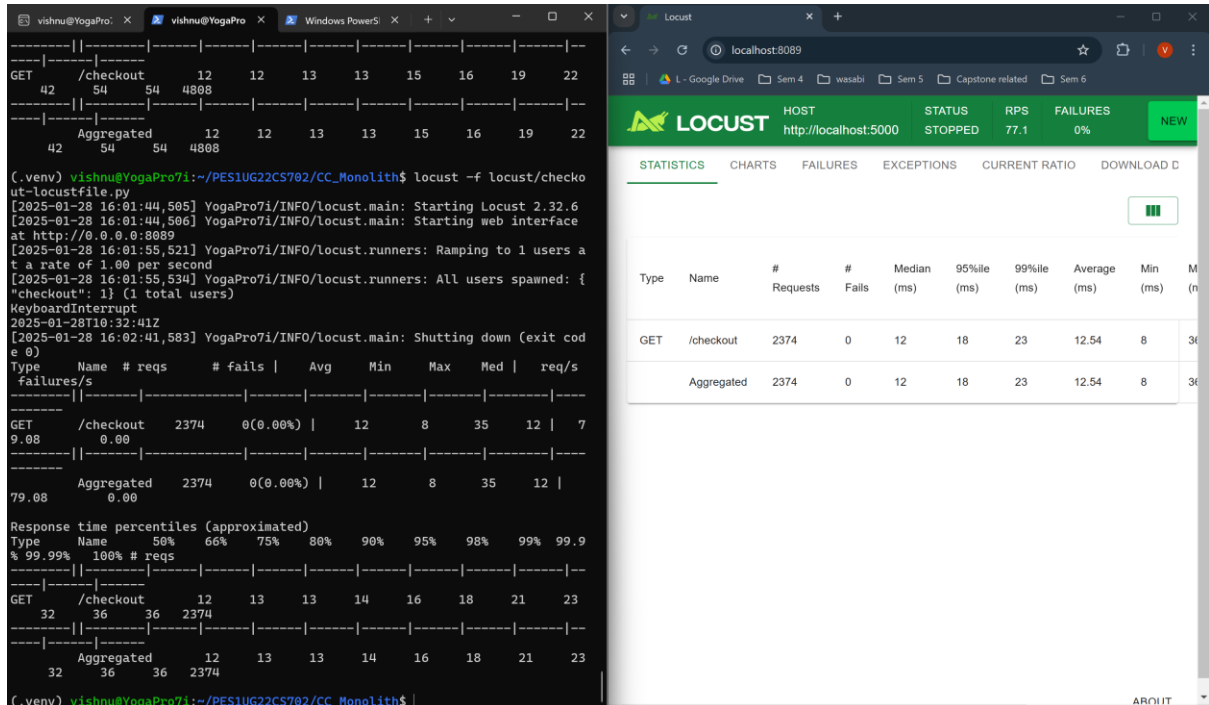 vishnu@YogaPro7
vishnu@YogaPro
Windows PowerS
--------||--------|------|------|------|------|------|------|------|--
----|------|------
GET /checkout 12 12 13 13 15 16 19 22
42 54 54 4808
--------||--------|------|------|------|------|------|------|------|--
----|------|------
Aggregated 12 12 13 13 15 16 19 22
42 54 54 4808
(.venv) vishnu@YogaPro7i:~/PES1UG22CS702/CC_Monolith$ locust -f locust/checko
ut-locustfile.py
[2025-01-28 16:01:44,505] YogaPro7i/INFO/locust.main: Starting Locust 2.32.6
[2025-01-28 16:01:44,506] YogaPro7i/INFO/locust.main: Starting web interface
at http://0.0.0.0:8089
[2025-01-28 16:01:55,521] YogaPro7i/INFO/locust.runners: Ramping to 1 users a
t a rate of 1.00 per second
[2025-01-28 16:01:55,534] YogaPro7i/INFO/locust.runners: All users spawned: {
"checkout": 1} (1 total users)
KeyboardInterrupt
2025-01-28T10:32:41Z
[2025-01-28 16:02:41,583] YogaPro7i/INFO/locust.main: Shutting down (exit cod
e 0)
Type Name # reqs # fails | Avg Min Max Med | req/s
failures/s
--------||-------|-------------|-------|-------|-------|-------|----
-------
GET /checkout 2374 0(0.00%) | 12 8 35 12 | 7
9.08 0.00
--------||-------|-------------|-------|-------|-------|-------|----
-------
Aggregated 2374 0(0.00%) | 12 8 35 12 |
79.08 0.00
Response time percentiles (approximated)
Type Name 50% 66% 75% 80% 90% 95% 98% 99% 99.9
% 99.99% 100% # reqs
--------||--------|------|------|------|------|------|------|------|--
----|------|------
GET /checkout 12 13 13 14 16 18 21 23
32 36 36 2374
--------||--------|------|------|------|------|------|------|------|--
----|------|------
Aggregated 12 13 13 14 16 18 21 23
32 36 36 2374
(.venv) vishnu@YogaPro7i:~/PES1UG22CS702/CC_Monolith$
Locust
localhost:8089
V
L - Google Drive Sem 4 wasabi Sem 5 Capstone related Sem 6
LOCUST
HOST STATUS RPS FAILURES
http://localhost:5000 STOPPED 77.1 0%
NEW
STATISTICS CHARTS FAILURES EXCEPTIONS CURRENT RATIO DOWNLOAD D
Type Name # Requests # Fails Median (ms) 95%ile (ms) 99%ile (ms) Average (ms) Min (ms)
GET /checkout 2374 0 12 18 23 12.54 8 36
Aggregated 2374 0 12 18 23 12.54 8 36
ABOUT